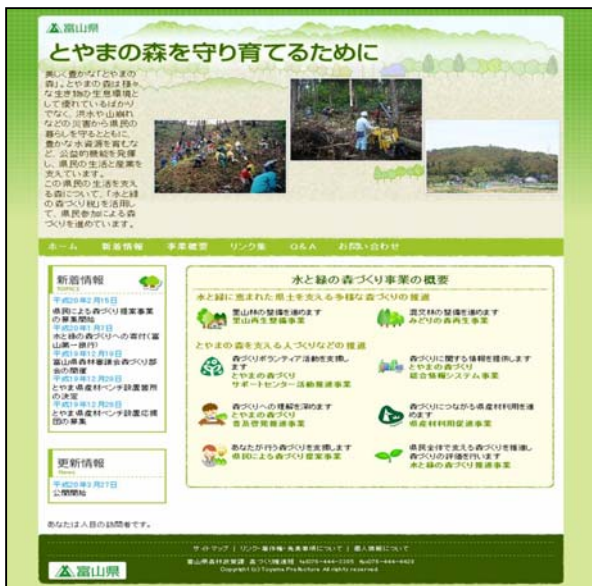 富山県
とやまの森を守り育てるために
美しく豊かな「とやまの
森」。とやまの森は様々
な生き物の生息環境と
して優れているばかり
でなく、洪水や山崩れ
などの災害から県民の
暮らしを守るとともに、
豊かな水資源を育むな
ど、公益的機能を発揮
し、県民の生活と産業を
支えています。
この県民の生活を支え
る森について、「水と緑
の森づくり税」を活用し
て、県民参加による森
づくりを進めています。
ホーム 新着情報 事業概要 リンク集 Q&A お問い合わせ
新着情報
TOPICS
平成20年2月15日
県民による森づくり提案事業
の募集開始
平成20年1月7日
水と緑の森づくりへの寄付(富
山第一銀行)
平成19年12月19日
富山県森林審議会森づくり部
会の開催
平成19年12月28日
とやま県産材ベンチ設置箇所
の決定
平成19年12月28日
とやま県産材ベンチ設置応援
団の募集
更新情報
News
平成20年2月27日
公開開始
あなたは人目の訪問者です。
水と緑の森づくり事業の概要
水と緑に恵まれた県土を支える多様な森づくりの推進
里山林の整備を進めます
里山再生整備事業
混交林の整備を進めます
みどりの森再生事業
とやまの森を支える人づくりなどの推進
森づくりボランティア活動を支援し
ます
とやまの森づくり
サポートセンター活動推進事業
森づくりに関する情報を提供します
とやまの森づくり
総合情報システム事業
森づくりへの理解を深めます
とやまの森づくり
普及啓発推進事業
森づくりにつながる県産材利用を進
めます
県産材利用促進事業
あなたが行う森づくりを支援します
県民による森づくり提案事業
県民全体で支える森づくりを推進し
森づくりの評価を行います
水と緑の森づくり推進事業
サイトマップ | リンク・著作権・免責事項について | 個人情報について
富山県森林政策課 森づくり推進班
Copyright (c) Toyama Prefecture All rights reserved
富山県